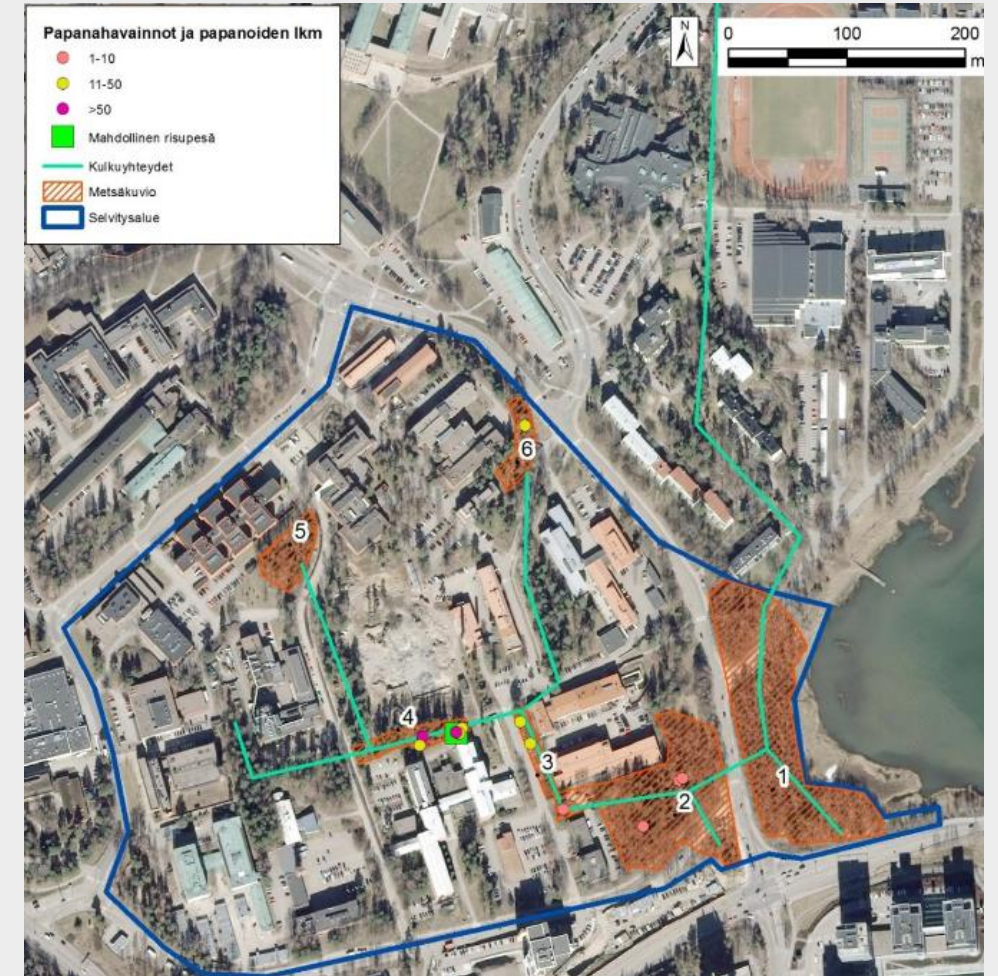 Papanahavainnot ja papanoiden lkm
1-10
11-50
>50
Mahdollinen risupesä
Kulkuyhteydet
Metsäkuvio
Selvitysalue
N
0 100 200
m
6
5
4
3
2
1